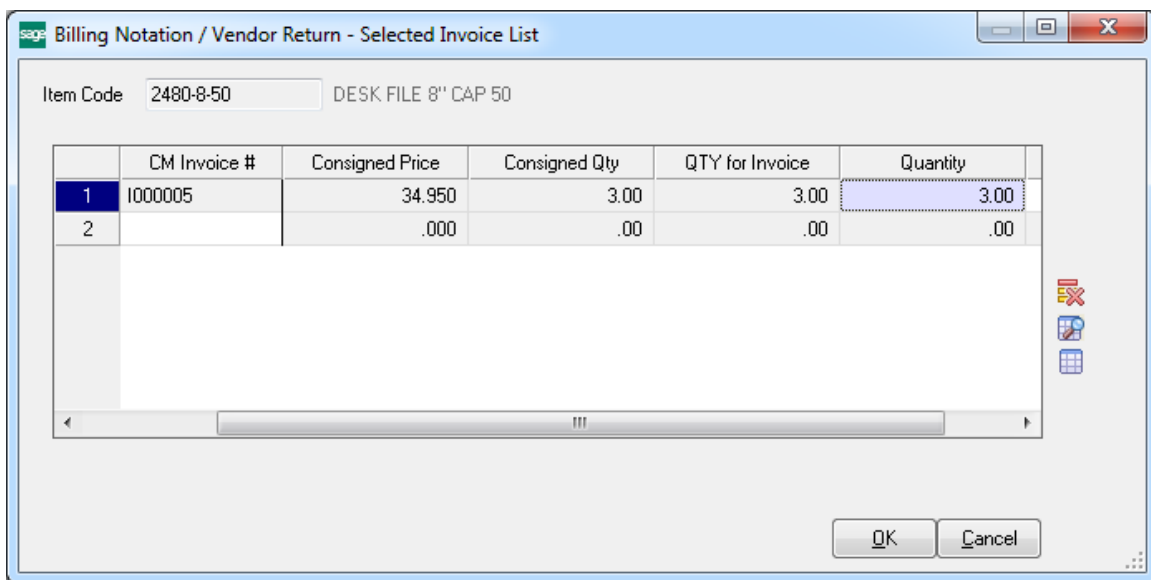 sage Billing Notation / Vendor Return - Selected Invoice List
Item Code 2480-8-50 DESK FILE 8" CAP 50
CM Invoice # Consigned Price Consigned Qty QTY for Invoice Quantity
1 I000005 34.950 3.00 3.00 3.00
2 .000 .00 .00 .00
OK Cancel